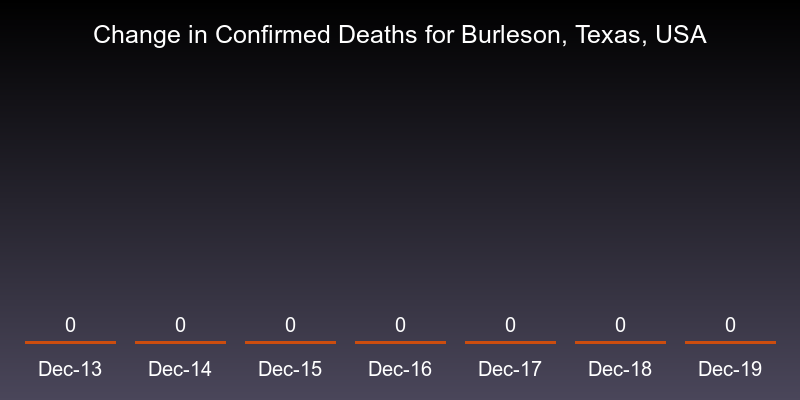 Change in Confirmed Deaths for Burleson, Texas, USA
0 0 0 0 0 0 0
Dec-13 Dec-14 Dec-15 Dec-16 Dec-17 Dec-18 Dec-19